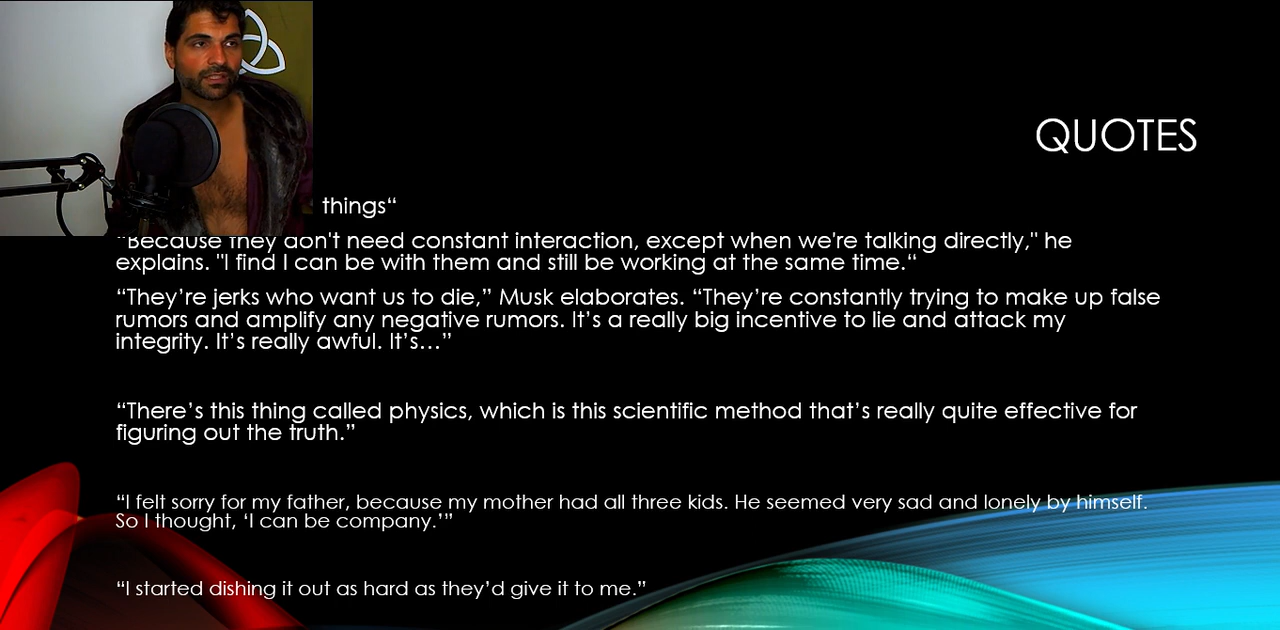 QUOTES
things“
“Because they don't need constant interaction, except when we're talking directly," he
explains. "I find I can be with them and still be working at the same time.“
“They’re jerks who want us to die,” Musk elaborates. “They’re constantly trying to make up false
rumors and amplify any negative rumors. It’s a really big incentive to lie and attack my
integrity. It’s really awful. It’s…”
“There’s this thing called physics, which is this scientific method that’s really quite effective for
figuring out the truth.”
“I felt sorry for my father, because my mother had all three kids. He seemed very sad and lonely by himself.
So I thought, ‘I can be company.’”
“I started dishing it out as hard as they’d give it to me.”